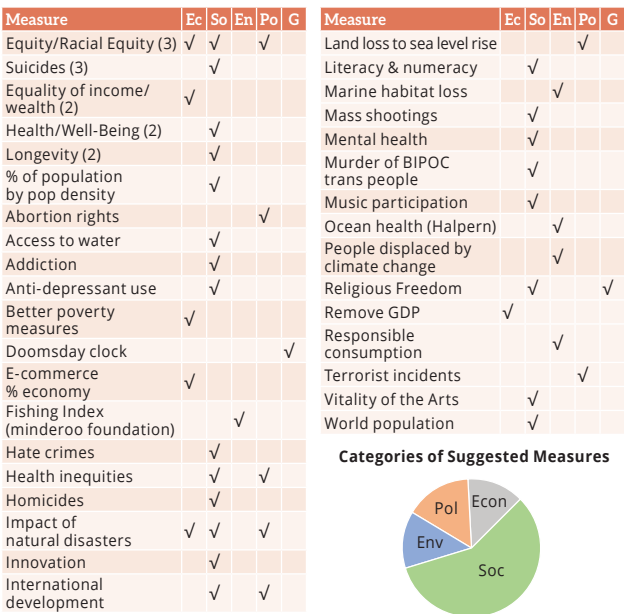 Measure Ec So En Po G
Equity/Racial Equity (3) √ √ √
Suicides (3) √
Equality of income/
wealth (2) √
Health/Well-Being (2) √
Longevity (2) √
% of population
by pop density √
Abortion rights √
Access to water √
Addiction √
Anti-depressant use √
Better poverty
measures √
Doomsday clock √
E-commerce
% economy √
Fishing Index
(minderoo foundation) √
Hate crimes √
Health inequities √ √
Homicides √
Impact of
natural disasters √ √ √
Innovation √
International
development √ √
Measure Ec So En Po G
Land loss to sea level rise √
Literacy & numeracy √
Marine habitat loss √
Mass shootings √
Mental health √
Murder of BIPOC
trans people √
Music participation √
Ocean health (Halpern) √
People displaced by
climate change √
Religious Freedom √ √
Remove GDP √
Responsible
consumption √
Terrorist incidents √
Vitality of the Arts √
World population √
Categories of Suggested Measures
Pol Econ
Env
Soc